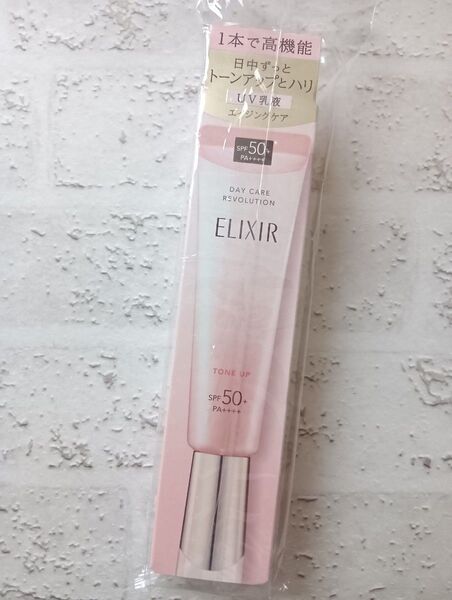 1本で高機能
日中ずっと
トーンアップとハリ
UV乳液
エイジングケア
SPF50+
PA++++
DAY CARE
REVOLUTION
ELIXIR
TONE UP
SPF50+
PA++++